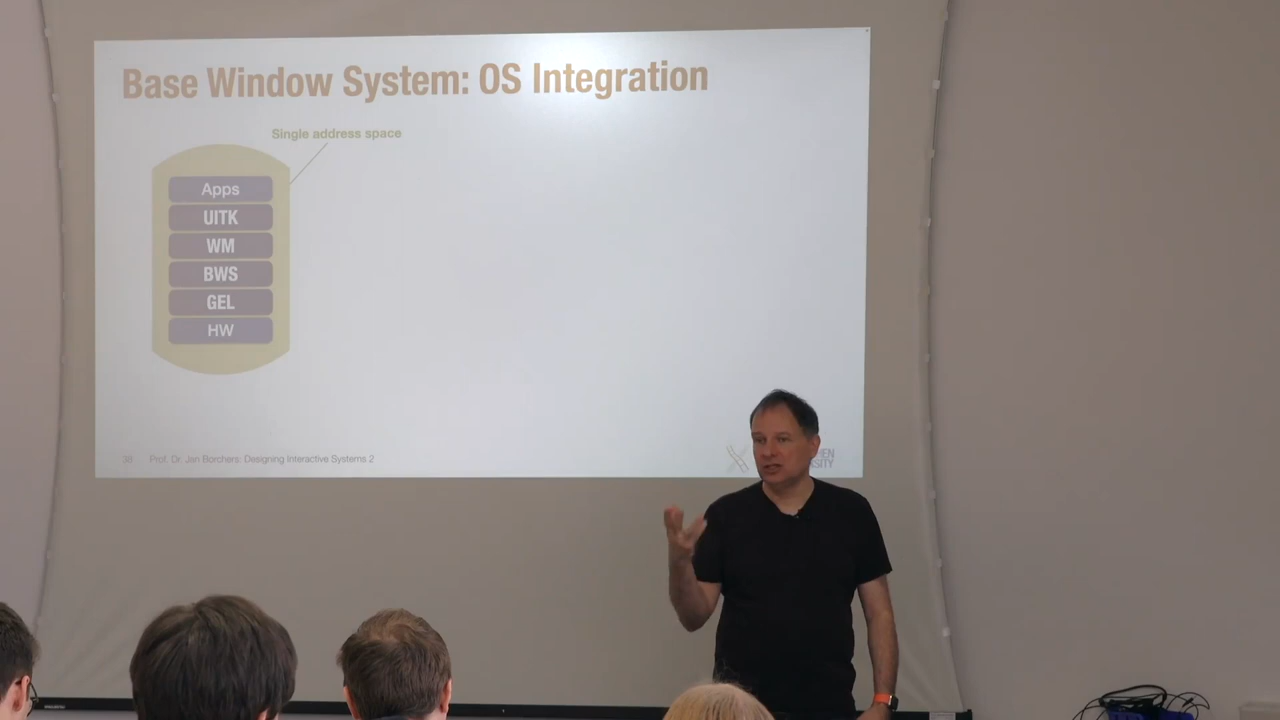 Base Window System: OS Integration
Single address space
Apps
UITK
WM
BWS
GEL
HW
38 Prof. Dr. Jan Borchers: Designing Interactive Systems 2